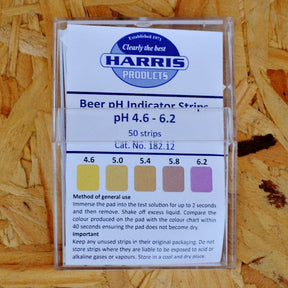 Established 1971
Clearly the best
HARRIS
PRODUCTS
Beer pH Indicator Strips
pH 4.6 - 6.2
50 strips
Cat. No. 182.12
4.6 5.0 5.4 5.8 6.2
Method of general use
Immerse the pad into the test solution for up to 2 seconds
and then remove. Shake off excess liquid. Compare the
colour produced on the pad with the colour chart within
40 seconds ensuring the pad does not become dry.
Important
Keep any unused strips in their original packaging. Do not
store strips where they are liable to be exposed to acid or
alkaline gases or vapours. Store in a cool and dry place.